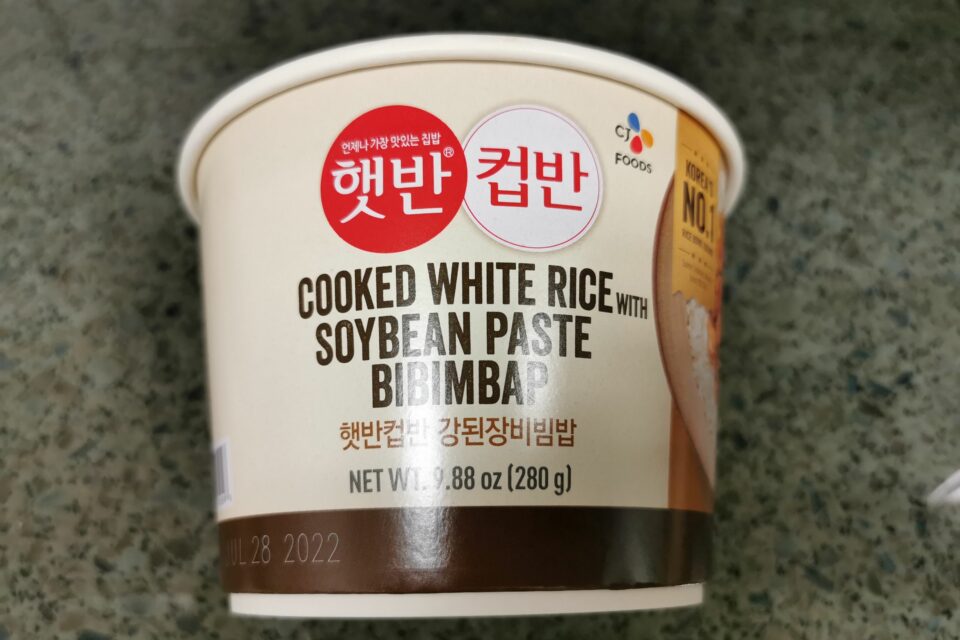 언제나 가장 맛있는 집밥
햇반®
컵반
CJ
FOODS
KOREA'S
NO.1
COOKED WHITE RICE WITH
SOYBEAN PASTE
BIBIMBAP
햇반컵반 강된장비빔밥
NET WT. 9.88 oz (280 g)
JUL 28 2022